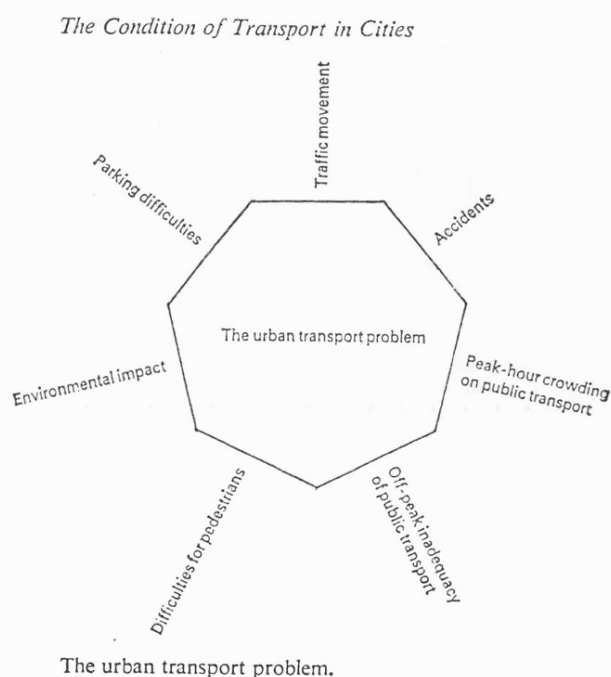 The Condition of Transport in Cities
Traffic movement
Parking difficulties
Accidents
The urban transport problem
Environmental impact
Peak-hour crowding
on public transport
Difficulties for pedestrians
Off-peak inadequacy
of public transport
The urban transport problem.